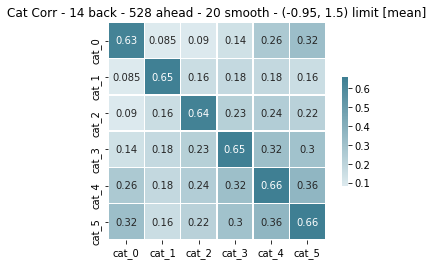 Cat Corr - 14 back - 528 ahead - 20 smooth - (-0.95, 1.5) limit [mean]
cat_0 0.63 0.085 0.09 0.14 0.26 0.32
cat_1 0.085 0.65 0.16 0.18 0.18 0.16
cat_2 0.09 0.16 0.64 0.23 0.24 0.22
cat_3 0.14 0.18 0.23 0.65 0.32 0.3
cat_4 0.26 0.18 0.24 0.32 0.66 0.36
cat_5 0.32 0.16 0.22 0.3 0.36 0.66
cat_0 cat_1 cat_2 cat_3 cat_4 cat_5
0.6
0.5
0.4
0.3
0.2
0.1